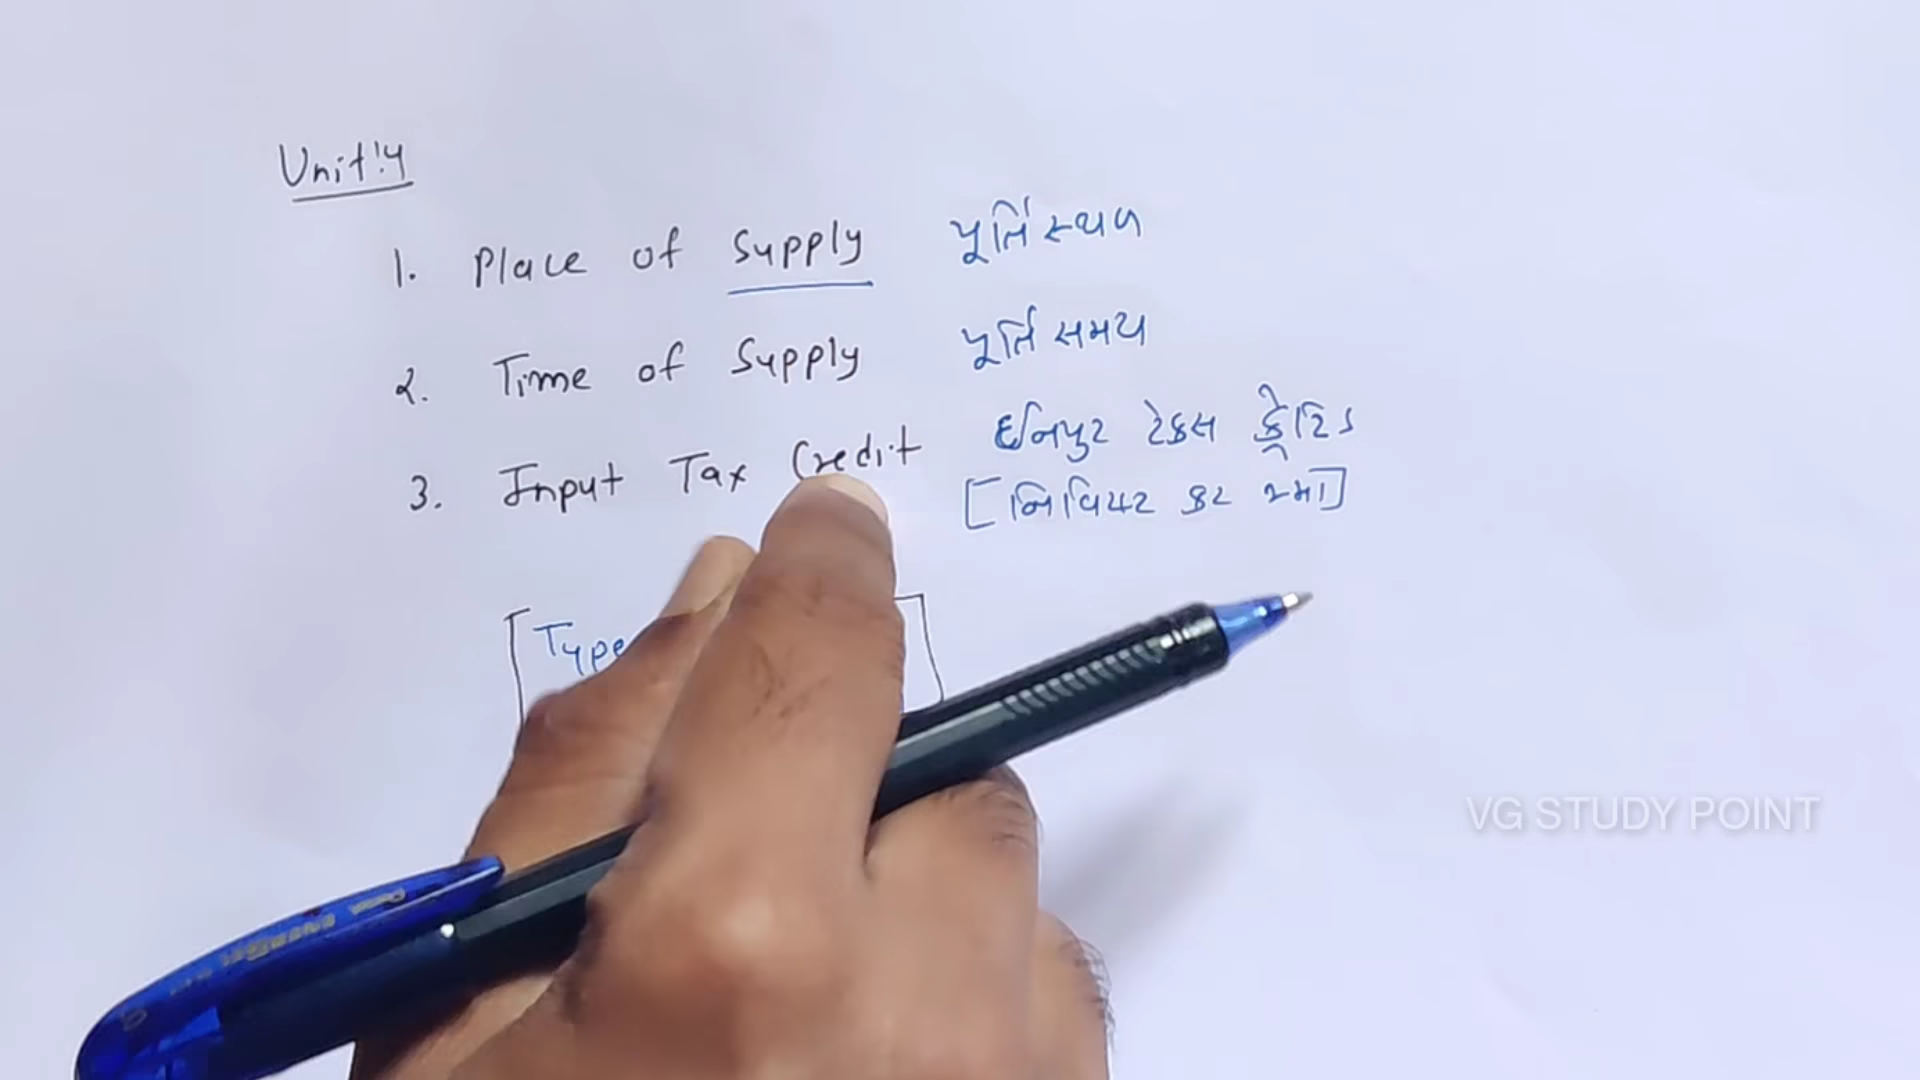 Unit:4
1. Place of Supply પૂર્તિ સ્થળ
2. Time of Supply પૂર્તિ સમય
3. Input Tax Credit ઈનપુટ ટેક્સ ક્રેડિટ
[નિવિષ્ટ કર જમા]
Type
VG STUDY POINT